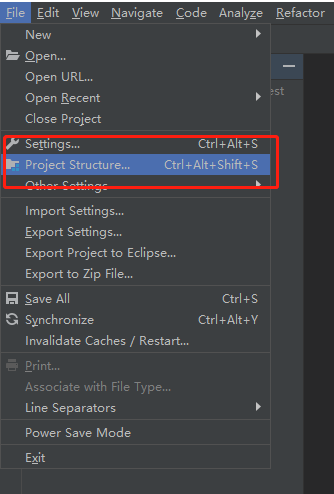 File Edit View Navigate Code Analyze Refactor
New
Open...
Open URL...
Open Recent
Close Project
Settings... Ctrl+Alt+S
Project Structure... Ctrl+Alt+Shift+S
Other Settings
Import Settings...
Export Settings...
Export Project to Eclipse...
Export to Zip File...
Save All Ctrl+S
Synchronize Ctrl+Alt+Y
Invalidate Caches / Restart...
Print...
Associate with File Type...
Line Separators
Power Save Mode
Exit